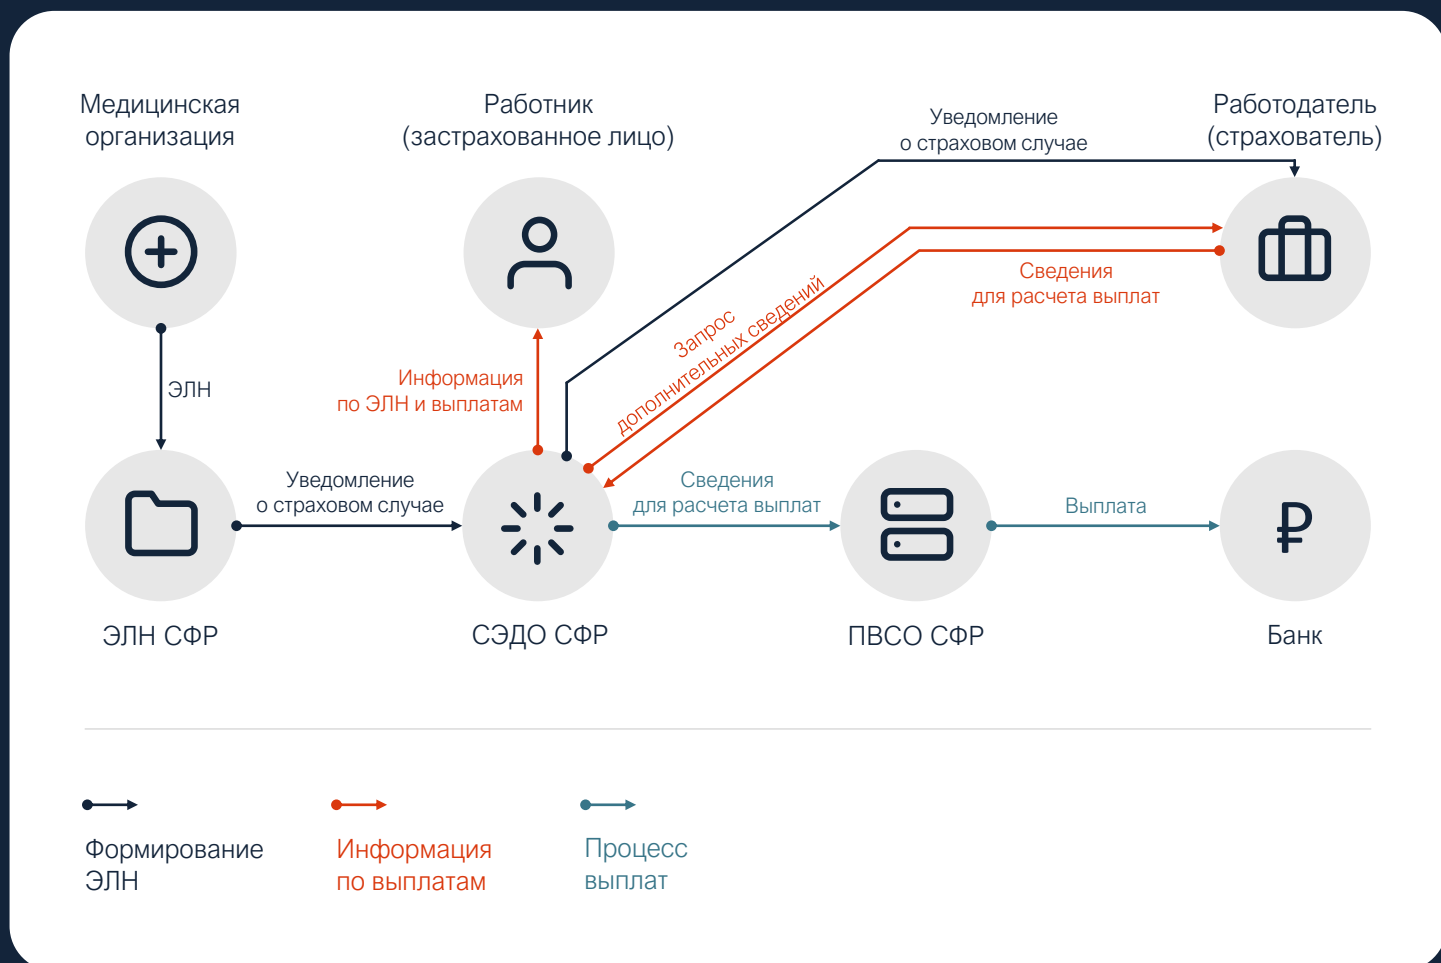 Медицинская
организация
Работник
(застрахованное лицо)
Уведомление
о страховом случае
Работодатель
(страхователь)
Сведения
для расчета выплат
Запрос
дополнительных сведений
ЭЛН
Информация
по ЭЛН и выплатам
Уведомление
о страховом случае
Сведения
для расчета выплат
Выплата
₽
ЭЛН СФР
СЭДО СФР
ПВСО СФР
Банк
Формирование
ЭЛН
Информация
по выплатам
Процесс
выплат